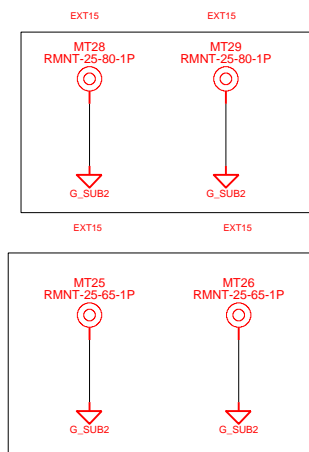 EXT15 EXT15
MT28 MT29
RMNT-25-80-1P RMNT-25-80-1P
G_SUB2 G_SUB2
EXT15 EXT15
MT25 MT26
RMNT-25-65-1P RMNT-25-65-1P
G_SUB2 G_SUB2